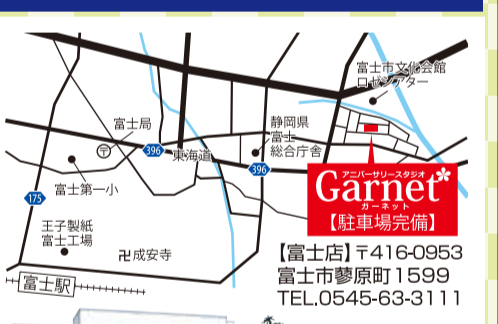 富士市文化会館
ロゼシアター
富士局
〒
静岡県
富士
総合庁舎
396
東海道
396
富士第一小
175
王子製紙
富士工場
卍成安寺
富士駅
アニバーサリースタジオ
Garnet
ガーネット
【駐車場完備】
【富士店】〒416-0953
富士市蓼原町1599
TEL.0545-63-3111